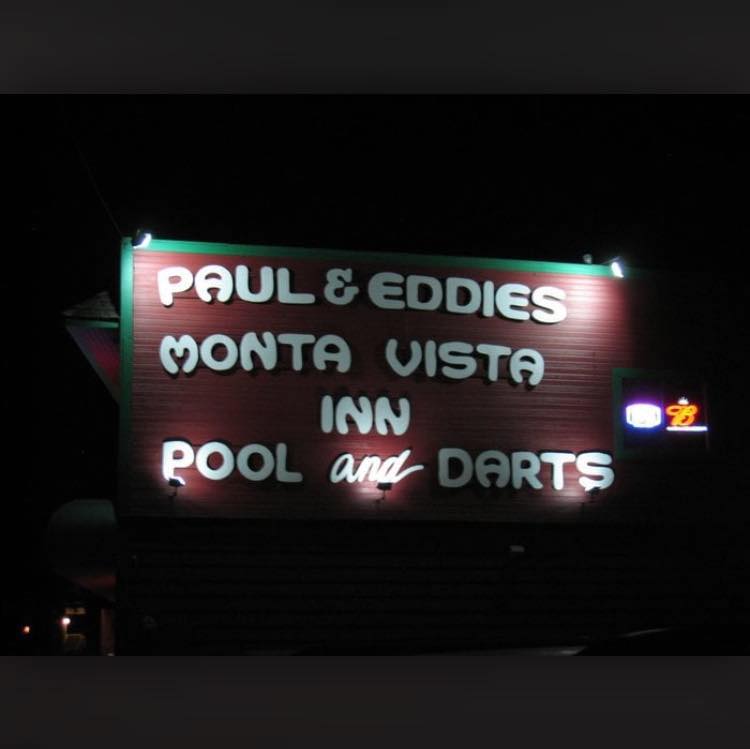 PAUL & EDDIES
MONTA VISTA
INN
POOL and DARTS
B